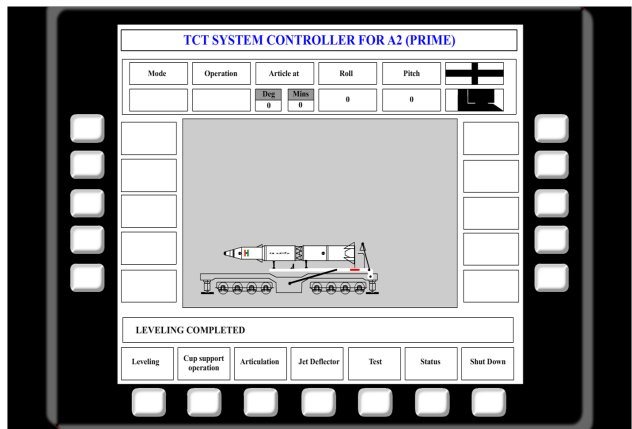 TCT SYSTEM CONTROLLER FOR A2 (PRIME)
Mode Operation Article at Roll Pitch
Deg Mins
0 0 0 0
LEVELING COMPLETED
Leveling Cup support operation Articulation Jet Deflector Test Status Shut Down